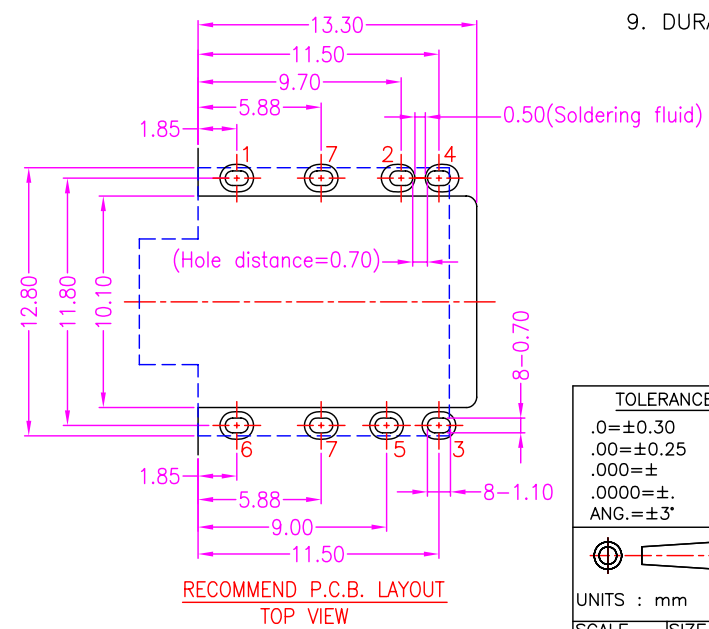 13.30
9. DURA
11.50
9.70
5.88
0.50(Soldering fluid)
1.85
1
7
2
4
(Hole distance=0.70)
12.80
11.80
10.10
8-0.70
6
7
5
3
1.85
5.88
8-1.10
9.00
11.50
RECOMMEND P.C.B. LAYOUT
TOP VIEW
TOLERANCE
.0=±0.30
.00=±0.25
.000=±
.0000=±.
ANG.=±3°
UNITS : mm
SCALE
SIZE